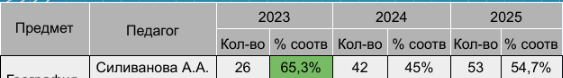 Предмет Педагог 2023 2024 2025
Кол-во % соотв Кол-во % соотв Кол-во % соотв
География Силиванова А.А. 26 65,3% 42 45% 53 54,7%